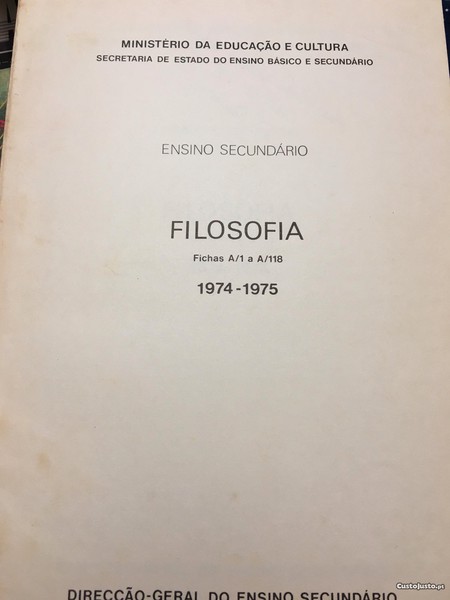 MINISTÉRIO DA EDUCAÇÃO E CULTURA
SECRETARIA DE ESTADO DO ENSINO BÁSICO E SECUNDÁRIO
ENSINO SECUNDÁRIO
FILOSOFIA
Fichas A/1 a A/118
1974-1975
DIRECÇÃO-GERAL DO ENSINO SECUNDÁRIO
CustoJusto.pt